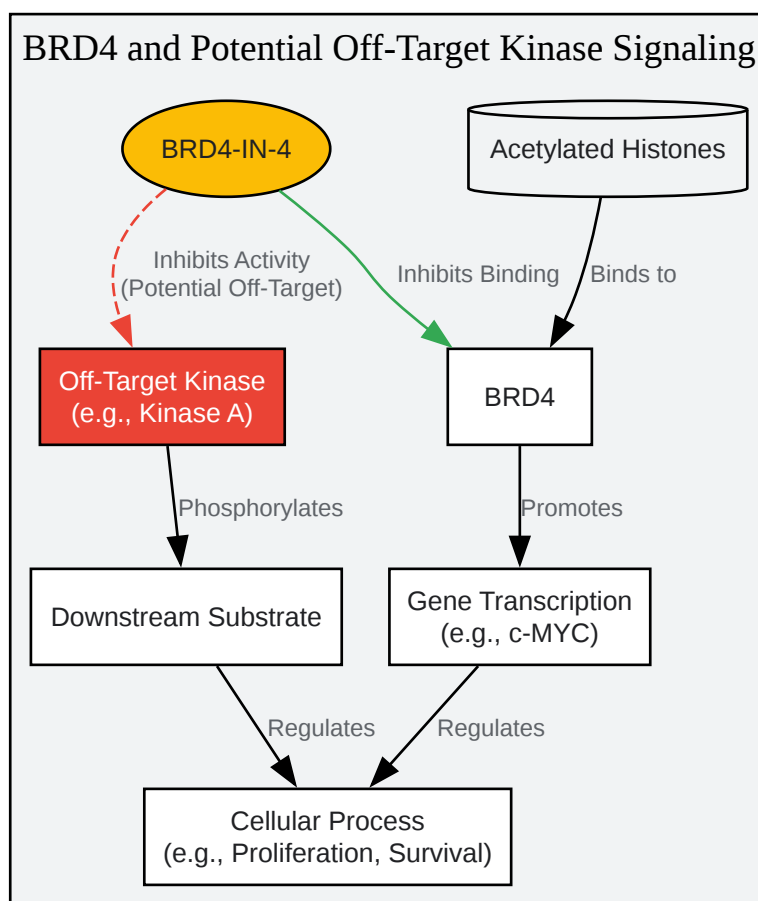 BRD4 and Potential Off-Target Kinase Signaling
BRD4-IN-4
Acetylated Histones
Inhibits Activity
(Potential Off-Target)
Inhibits Binding
Binds to
Off-Target Kinase
(e.g., Kinase A)
BRD4
Phosphorylates
Promotes
Downstream Substrate
Gene Transcription
(e.g., c-MYC)
Regulates
Regulates
Cellular Process
(e.g., Proliferation, Survival)